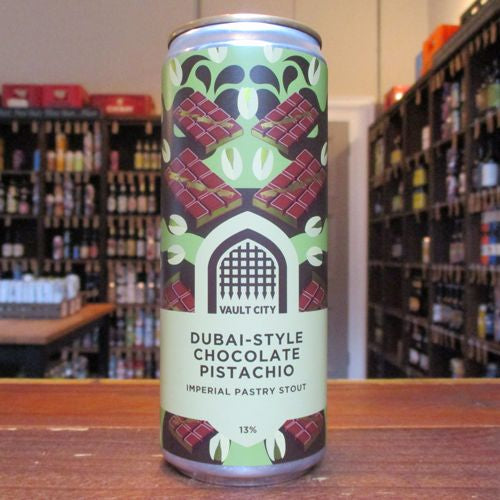 VAULT CITY
DUBAI-STYLE
CHOCOLATE
PISTACHIO
IMPERIAL PASTRY STOUT
13%